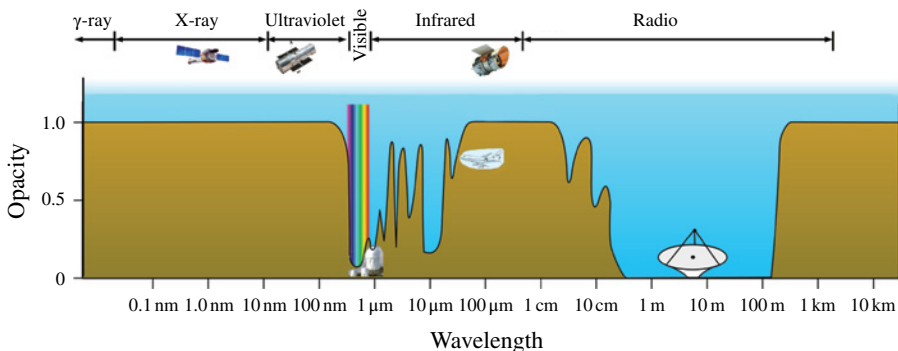 γ-ray X-ray Ultraviolet Visible Infrared Radio
1.0
0.5
0
Opacity
0.1 nm 1.0 nm 10 nm 100 nm 1 μm 10 μm 100 μm 1 cm 10 cm 1 m 10 m 100 m 1 km 10 km
Wavelength